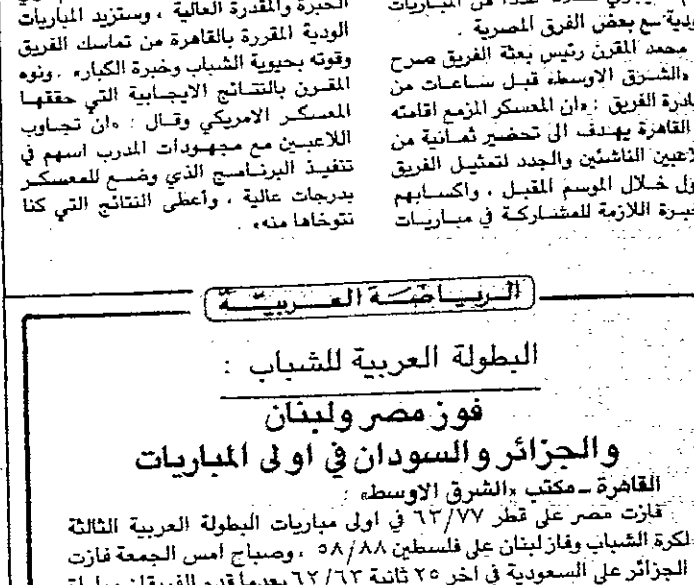 المباريات
ودية مع بعض الفرق المصرية .
محمد المقرن رئيس بعثة الفريق صرح
«الشرق الاوسط» قبل ساعات من
الفريق : «ان المعسكر المزمع اقامته
القاهرة يهدف الى تحضير ثمانية من
الناشئين والجدد لتمثيل الفريق
خلال الموسم المقبل ، واكسابهم
اللازمة للمشاركة في مباريات
الخبرة والمقدرة العالية ، وستزيد المباريات
الودية المقررة بالقاهرة من تماسك الفريق
وقوته بحيوية الشباب وخبرة الكبار» . ونوه
المقرن بالنتائج الايجابية التي حققها
المعسكر الامريكي وقال : «ان تجاوب
اللاعبين مع مجهودات المدرب اسهم في
تنفيذ البرنامج الذي وضع للمعسكر
بدرجات عالية ، وأعطى النتائج التي كنا
نتوخاها منه» .
الرياضة العربية
البطولة العربية للشباب :
فوز مصر ولبنان
والجزائر والسودان في اولى المباريات
القاهرة ـ مكتب «الشرق الاوسط» :
فازت مصر على قطر ٦٣/٧٧ في اولى مباريات البطولة العربية الثالثة
لكرة الشباب وفاز لبنان على فلسطين ٥٨/٨٨ ، وصباح امس الجمعة فازت
الجزائر على السعودية في آخر ٢٥ ثانية ٦٢/٦٣ بعدما قدم الفريقان مباراة